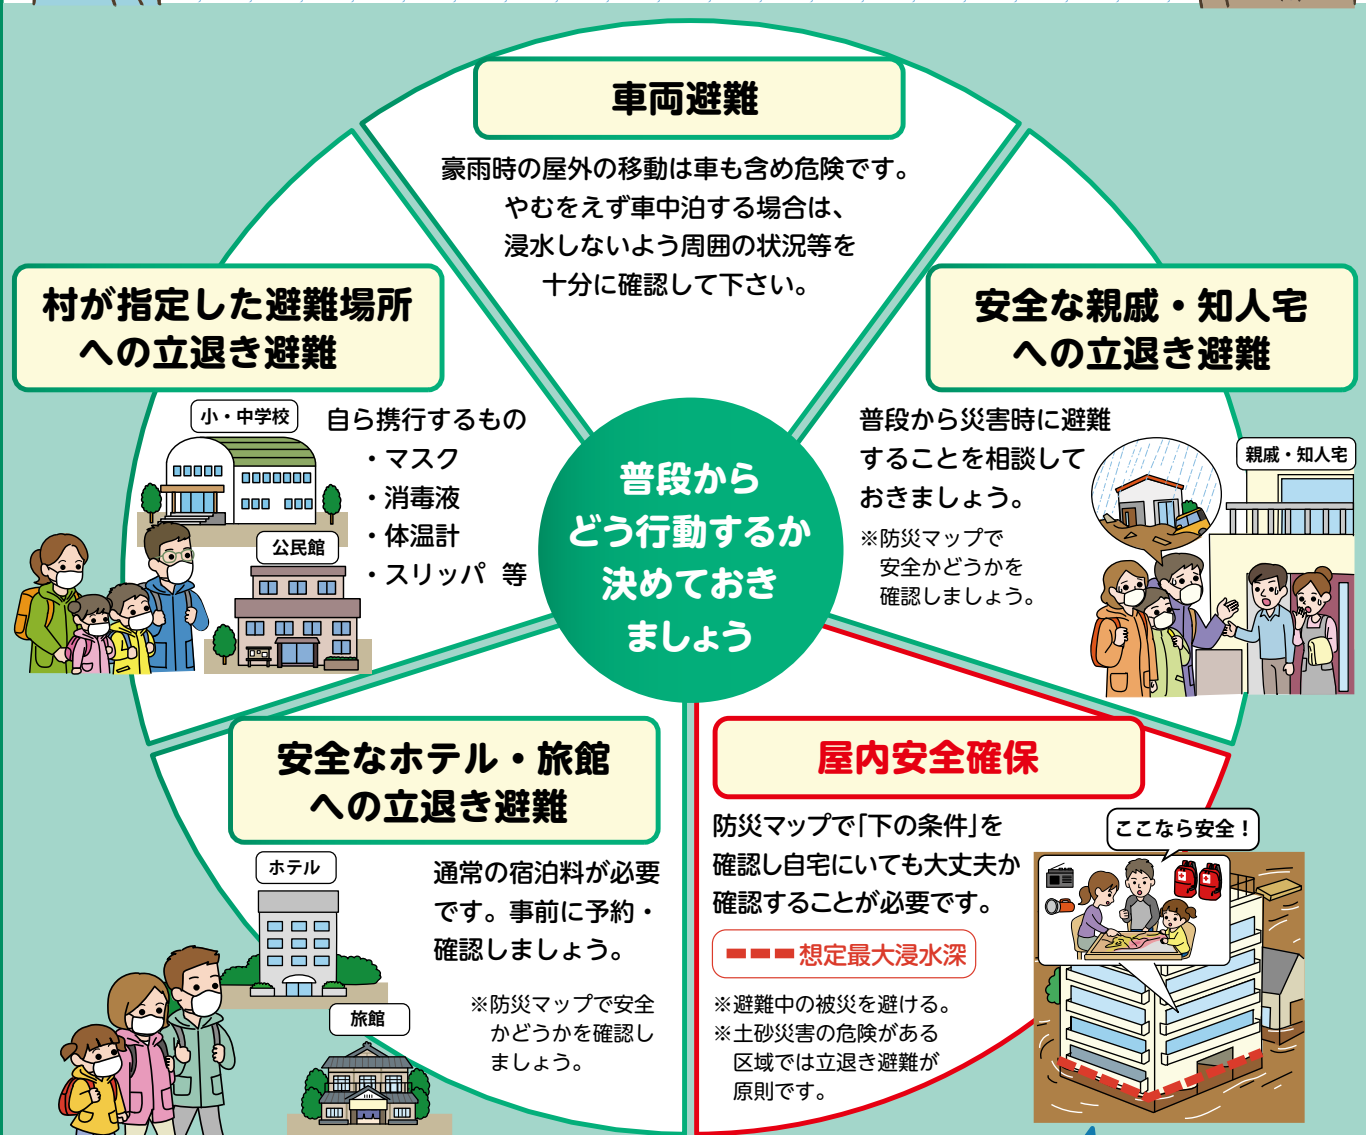 車両避難
豪雨時の屋外の移動は車も含め危険です。
やむをえず車中泊する場合は、
浸水しないよう周囲の状況等を
十分に確認して下さい。
村が指定した避難場所
への立退き避難
小・中学校
公民館
自ら携行するもの
・マスク
・消毒液
・体温計
・スリッパ 等
安全な親戚・知人宅
への立退き避難
普段から災害時に避難
することを相談して
おきましょう。
※防災マップで
安全かどうかを
確認しましょう。
親戚・知人宅
普段から
どう行動するか
決めておき
ましょう
安全なホテル・旅館
への立退き避難
ホテル
旅館
通常の宿泊料が必要
です。事前に予約・
確認しましょう。
※防災マップで安全
かどうかを確認し
ましょう。
屋内安全確保
防災マップで「下の条件」を
確認し自宅にいても大丈夫か
確認することが必要です。
想定最大浸水深
※避難中の被災を避ける。
※土砂災害の危険がある
区域では立退き避難が
原則です。
ここなら安全!